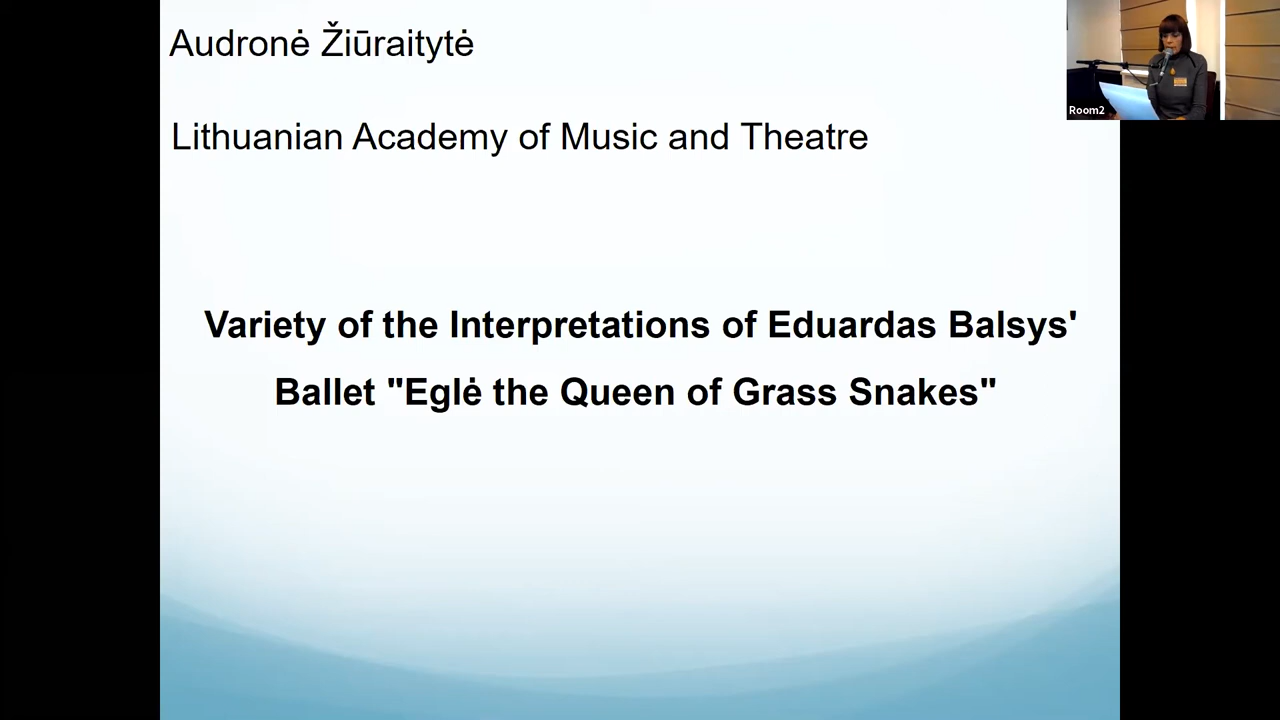 Audronė Žiūraitytė
Lithuanian Academy of Music and Theatre
Room2
Variety of the Interpretations of Eduardas Balsys'
Ballet "Eglė the Queen of Grass Snakes"